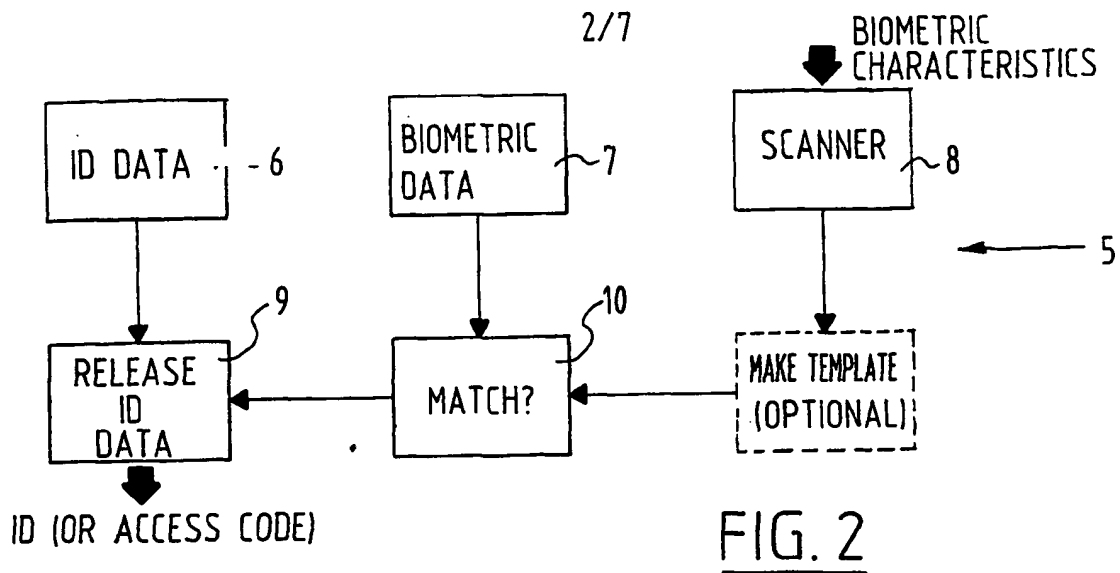 2/7
BIOMETRIC
CHARACTERISTICS
ID DATA
6
BIOMETRIC
DATA
7
SCANNER
8
5
9
RELEASE
ID
DATA
10
MATCH?
MAKE TEMPLATE
(OPTIONAL)
ID (OR ACCESS CODE)
FIG. 2